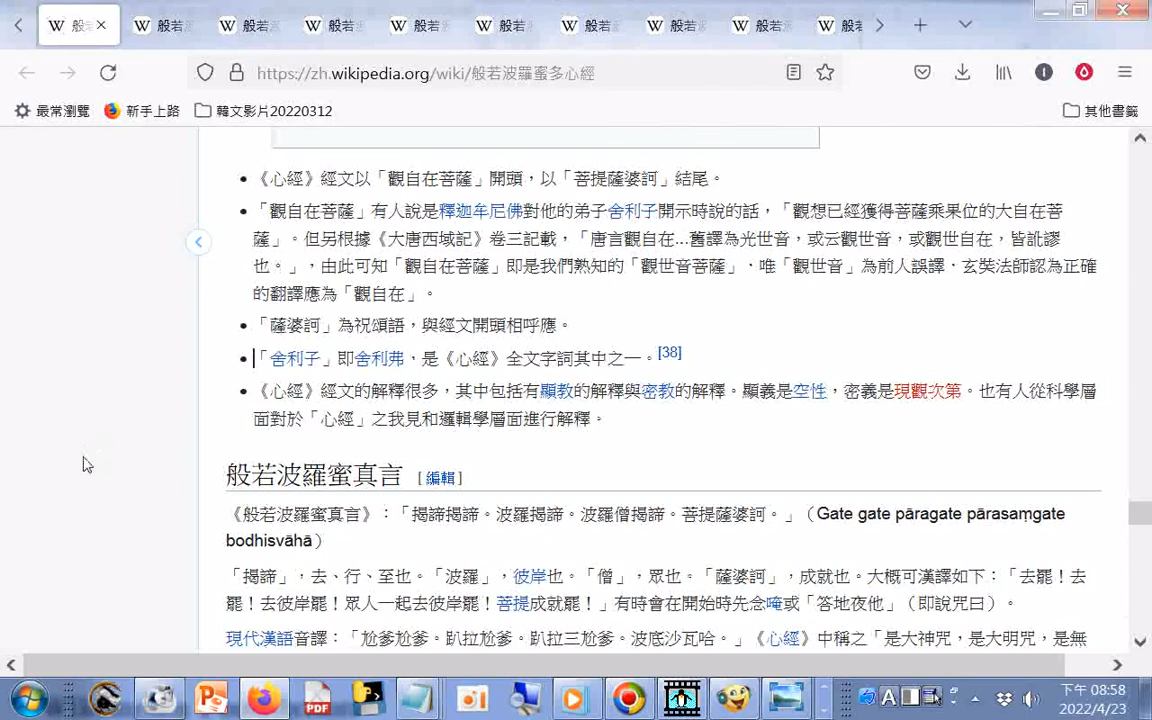 般若
般若
般若
般若
般若
般若
般若
般若
般若
般若
https://zh.wikipedia.org/wiki/般若波羅蜜多心經
最常瀏覽 新手上路 韓文影片20220312 其他書籤
《心經》經文以「觀自在菩薩」開頭，以「菩提薩婆訶」結尾。
「觀自在菩薩」有人說是釋迦牟尼佛對他的弟子舍利子開示時說的話，「觀想已經獲得菩薩乘果位的大自在菩
薩」。但另根據《大唐西域記》卷三記載，「唐言觀自在...舊譯為光世音，或云觀世音，或觀世自在，皆訛謬
也。」，由此可知「觀自在菩薩」即是我們熟知的「觀世音菩薩」．唯「觀世音」為前人誤譯．玄奘法師認為正確
的翻譯應為「觀自在」。
「薩婆訶」為祝頌語，與經文開頭相呼應。
「舍利子」即舍利弗，是《心經》全文字詞其中之一。[38]
《心經》經文的解釋很多，其中包括有顯教的解釋與密教的解釋。顯義是空性，密義是現觀次第。也有人從科學層
面對於「心經」之我見和邏輯學層面進行解釋。
般若波羅蜜真言 [編輯]
《般若波羅蜜真言》：「揭諦揭諦。波羅揭諦。波羅僧揭諦。菩提薩婆訶。」（Gate gate pāragate pārasaṃgate
bodhisvāhā）
「揭諦」，去、行、至也。「波羅」，彼岸也。「僧」，眾也。「薩婆訶」，成就也。大概可漢譯如下：「去罷！去
罷！去彼岸罷！眾人一起去彼岸罷！菩提成就罷！」有時會在開始時先念唵或「答地夜他」（即說咒曰）。
現代漢語音譯：「尬爹尬爹。趴拉尬爹。趴拉三尬爹。波底沙瓦哈。」《心經》中稱之「是大神咒，是大明咒，是無
下午 08:58
2022/4/23